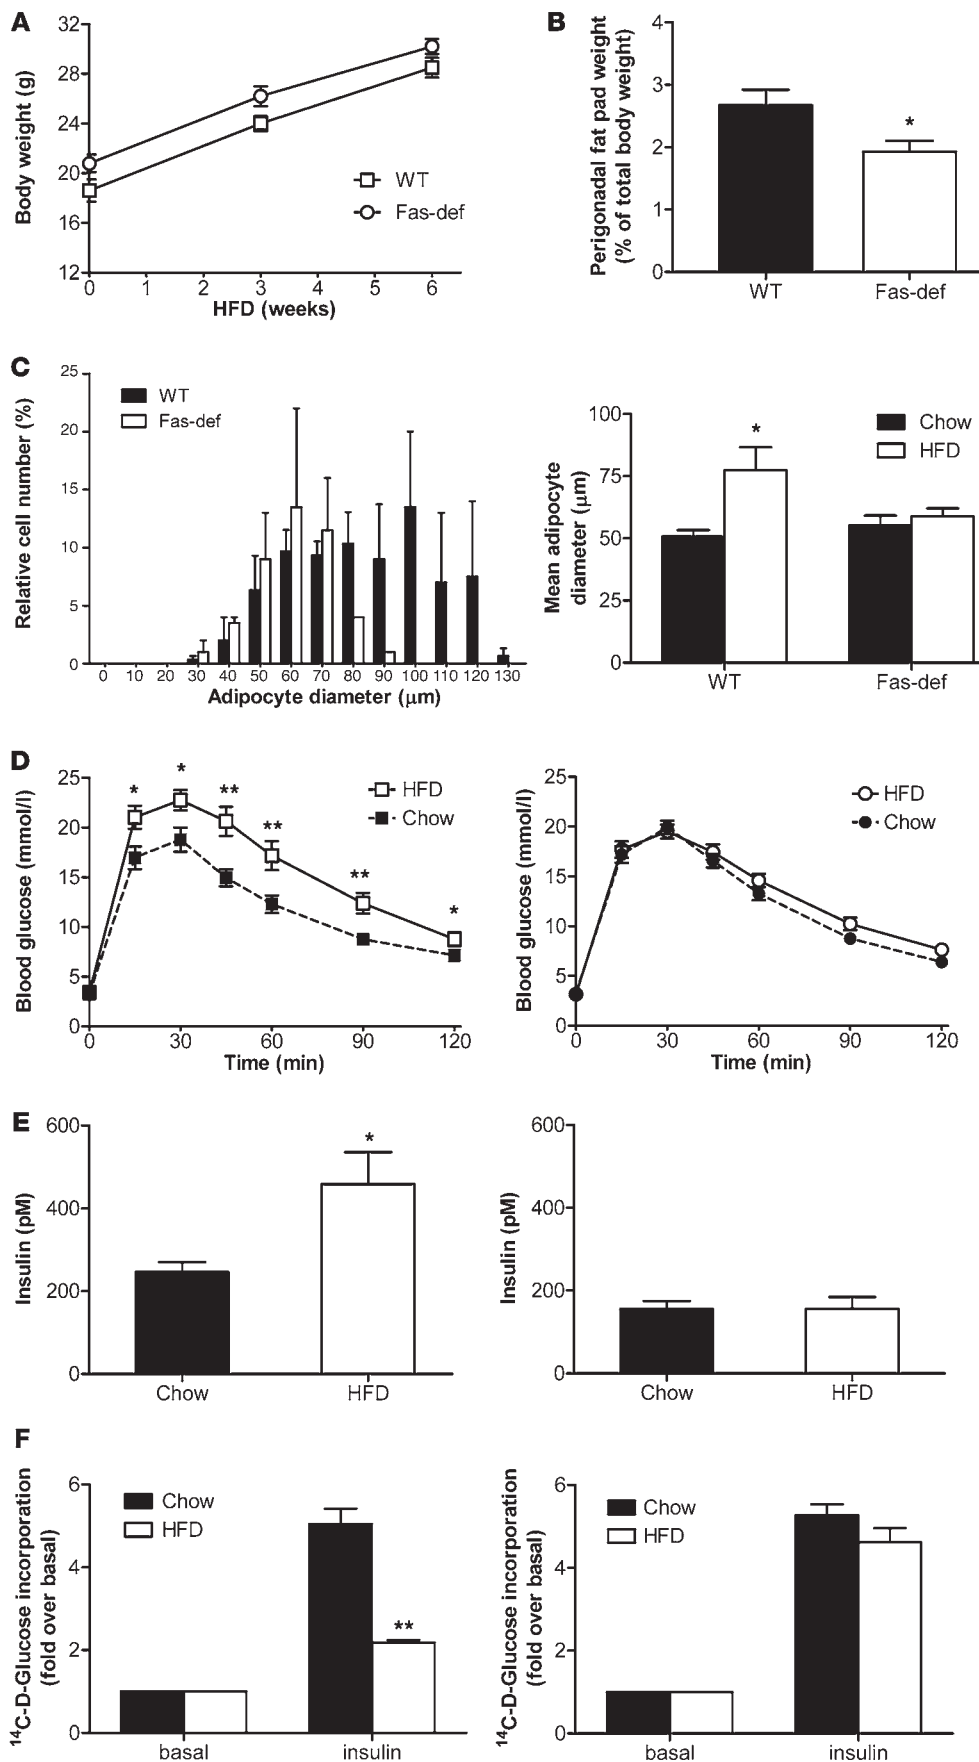 A
32
28
24
20
16
12
Body weight (g)
WT
Fas-def
0 1 2 3 4 5 6
HFD (weeks)
B
4
3
2
1
0
Perigonadal fat pad weight
(% of total body weight)
*
WT Fas-def
C
25
20
15
10
5
0
Relative cell number (%)
WT
Fas-def
0 10 20 30 40 50 60 70 80 90 100 110 120 130
Adipocyte diameter (μm)
100
75
50
25
0
Mean adipocyte
diameter (μm)
*
Chow
HFD
WT Fas-def
D
25
20
15
10
5
0
Blood glucose (mmol/l)
* * ** ** ** *
HFD
Chow
0 30 60 90 120
Time (min)
25
20
15
10
5
0
Blood glucose (mmol/l)
HFD
Chow
0 30 60 90 120
Time (min)
E
600
400
200
0
Insulin (pM)
*
Chow HFD
600
400
200
0
Insulin (pM)
Chow HFD
F
6
4
2
0
14C-D-Glucose incorporation
(fold over basal)
Chow
HFD
**
basal insulin
6
4
2
0
14C-D-Glucose incorporation
(fold over basal)
Chow
HFD
basal insulin